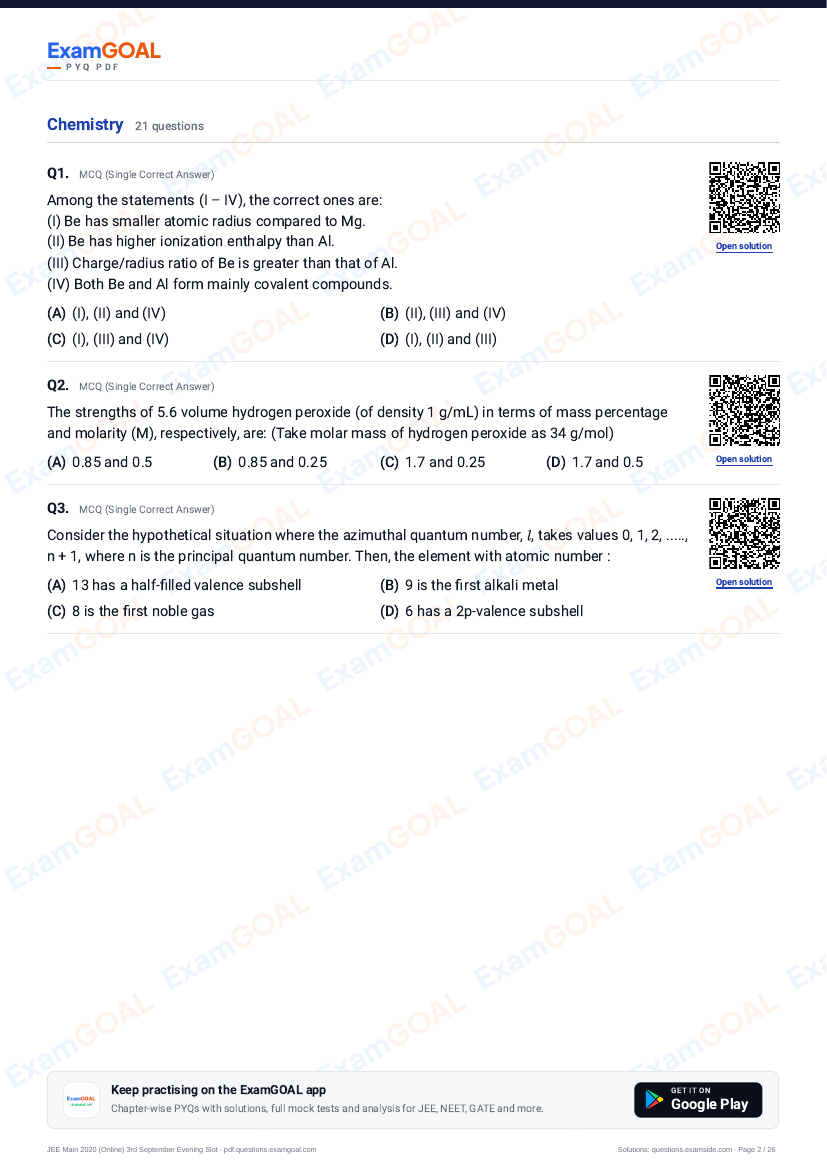 ExamGOAL
PYQ PDF
Chemistry 21 questions
Q1. MCQ (Single Correct Answer)
Among the statements (I – IV), the correct ones are:
(I) Be has smaller atomic radius compared to Mg.
(II) Be has higher ionization enthalpy than Al.
(III) Charge/radius ratio of Be is greater than that of Al.
(IV) Both Be and Al form mainly covalent compounds.
(A) (I), (II) and (IV) (B) (II), (III) and (IV)
(C) (I), (III) and (IV) (D) (I), (II) and (III)
Open solution
Q2. MCQ (Single Correct Answer)
The strengths of 5.6 volume hydrogen peroxide (of density 1 g/mL) in terms of mass percentage
and molarity (M), respectively, are: (Take molar mass of hydrogen peroxide as 34 g/mol)
(A) 0.85 and 0.5 (B) 0.85 and 0.25 (C) 1.7 and 0.25 (D) 1.7 and 0.5
Open solution
Q3. MCQ (Single Correct Answer)
Consider the hypothetical situation where the azimuthal quantum number, l, takes values 0, 1, 2, .....,
n + 1, where n is the principal quantum number. Then, the element with atomic number :
(A) 13 has a half-filled valence subshell (B) 9 is the first alkali metal
(C) 8 is the first noble gas (D) 6 has a 2p-valence subshell
Open solution
Keep practising on the ExamGOAL app
Chapter-wise PYQs with solutions, full mock tests and analysis for JEE, NEET, GATE and more.
GET IT ON
Google Play
JEE Main 2020 (Online) 3rd September Evening Slot · pdf.questions.examgoal.com Solutions: questions.examside.com · Page 2 / 26